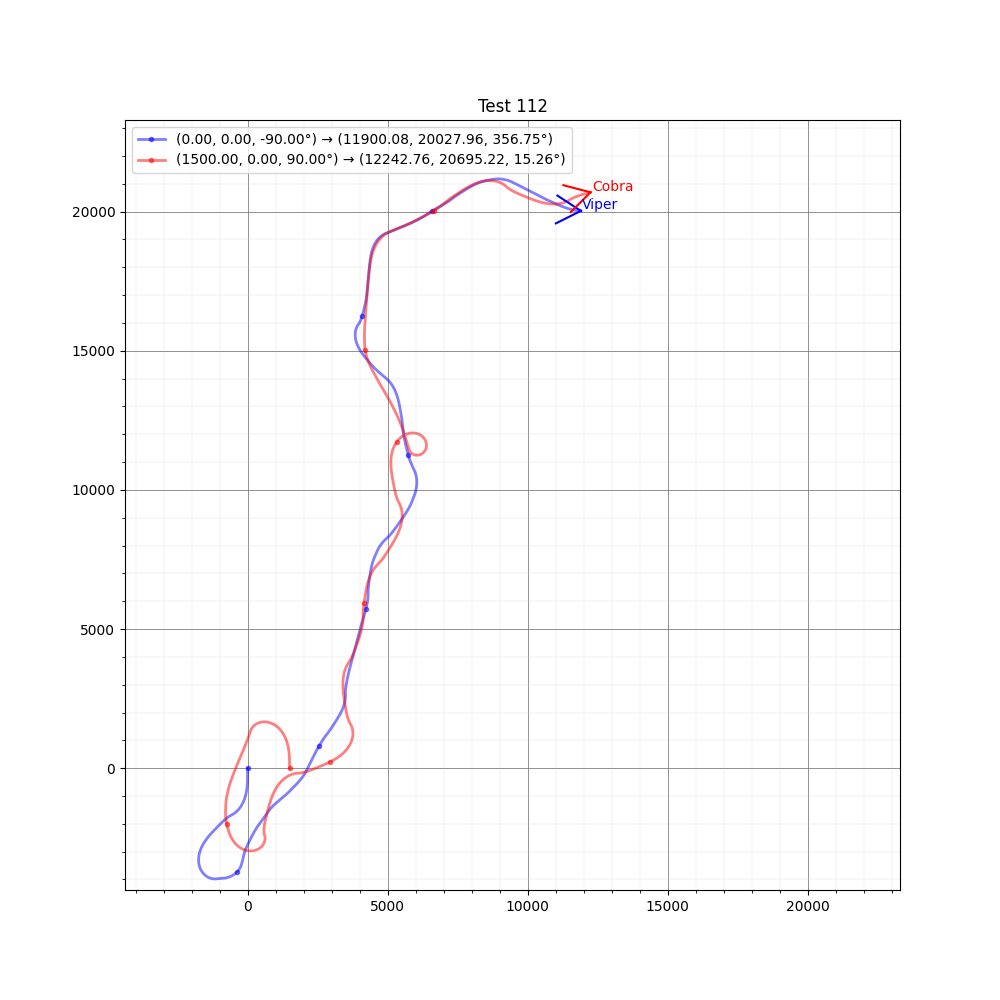 Test 112
(0.00, 0.00, -90.00°) → (11900.08, 20027.96, 356.75°)
(1500.00, 0.00, 90.00°) → (12242.76, 20695.22, 15.26°)
Cobra
Viper
20000
15000
10000
5000
0
0 5000 10000 15000 20000